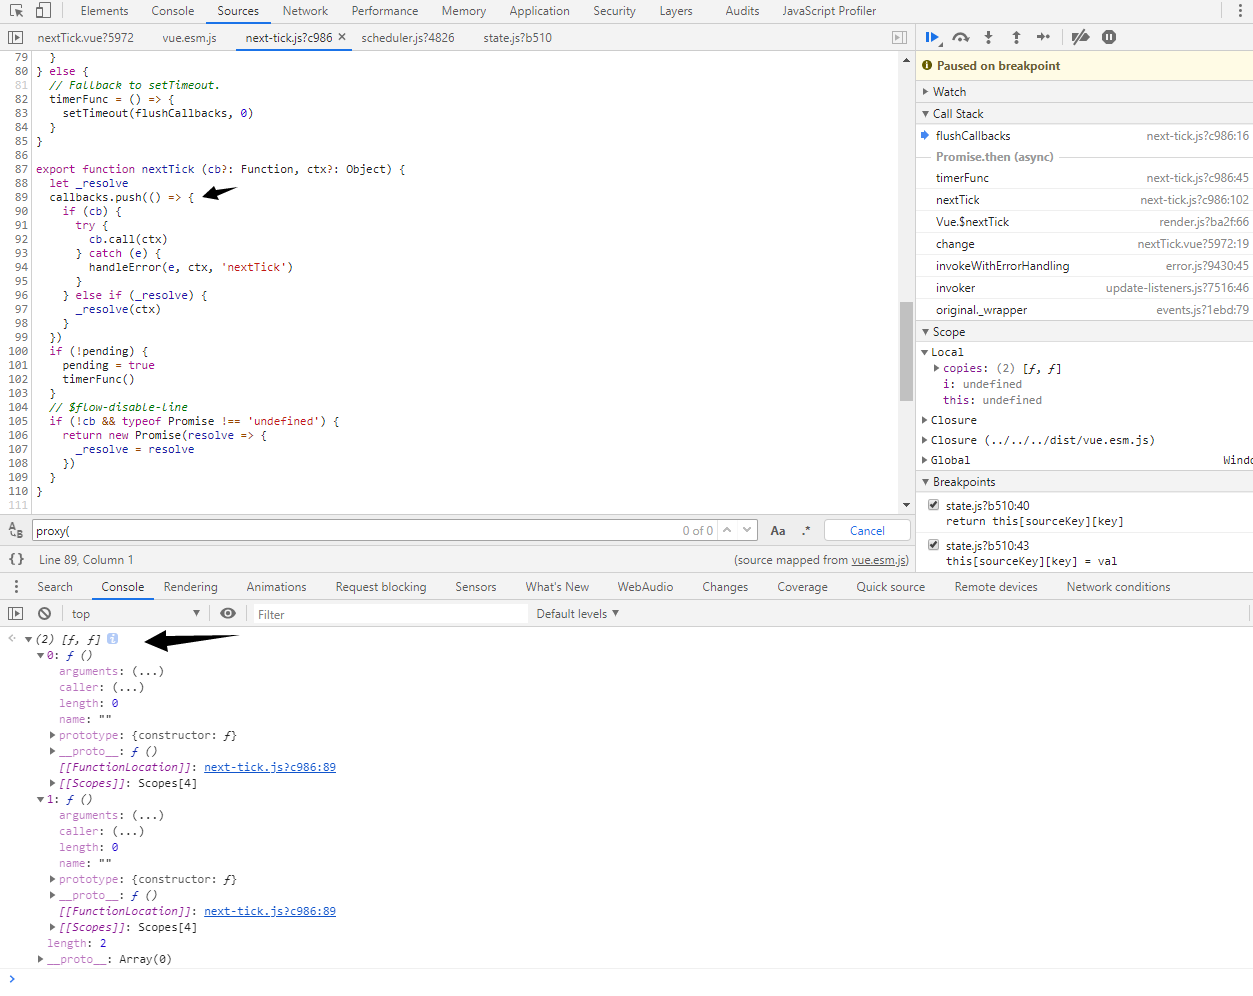 Elements Console Sources Network Performance Memory Application Security Layers Audits JavaScript Profiler
nextTick.vue?5972 vue.esm.js next-tick.js?c986 × scheduler.js?4826 state.js?b510
79 }
80 } else {
81 // Fallback to setTimeout.
82 timerFunc = () => {
83 setTimeout(flushCallbacks, 0)
84 }
85 }
86
87 export function nextTick (cb?: Function, ctx?: Object) {
88 let _resolve
89 callbacks.push(() => {
90 if (cb) {
91 try {
92 cb.call(ctx)
93 } catch (e) {
94 handleError(e, ctx, 'nextTick')
95 }
96 } else if (_resolve) {
97 _resolve(ctx)
98 }
99 })
100 if (!pending) {
101 pending = true
102 timerFunc()
103 }
104 // $flow-disable-line
105 if (!cb && typeof Promise !== 'undefined') {
106 return new Promise(resolve => {
107 _resolve = resolve
108 })
109 }
110 }
111
proxy( 0 of 0 Aa .* Cancel
{} Line 89, Column 1 (source mapped from vue.esm.js)
Paused on breakpoint
Watch
Call Stack
flushCallbacks next-tick.js?c986:16
Promise.then (async)
timerFunc next-tick.js?c986:45
nextTick next-tick.js?c986:102
Vue.$nextTick render.js?ba2f:66
change nextTick.vue?5972:19
invokeWithErrorHandling error.js?9430:45
invoker update-listeners.js?7516:46
original._wrapper events.js?1ebd:79
Scope
Local
copies: (2) [ƒ, ƒ]
i: undefined
this: undefined
Closure
Closure (../../../dist/vue.esm.js)
Global Windo
Breakpoints
state.js?b510:40
return this[sourceKey][key]
state.js?b510:43
this[sourceKey][key] = val
Search Console Rendering Animations Request blocking Sensors What's New WebAudio Changes Coverage Quick source Remote devices Network conditions
top Filter Default levels
(2) [ƒ, ƒ]
0: ƒ ()
arguments: (...)
caller: (...)
length: 0
name: ""
prototype: {constructor: ƒ}
__proto__: ƒ ()
[[FunctionLocation]]: next-tick.js?c986:89
[[Scopes]]: Scopes[4]
1: ƒ ()
arguments: (...)
caller: (...)
length: 0
name: ""
prototype: {constructor: ƒ}
__proto__: ƒ ()
[[FunctionLocation]]: next-tick.js?c986:89
[[Scopes]]: Scopes[4]
length: 2
__proto__: Array(0)